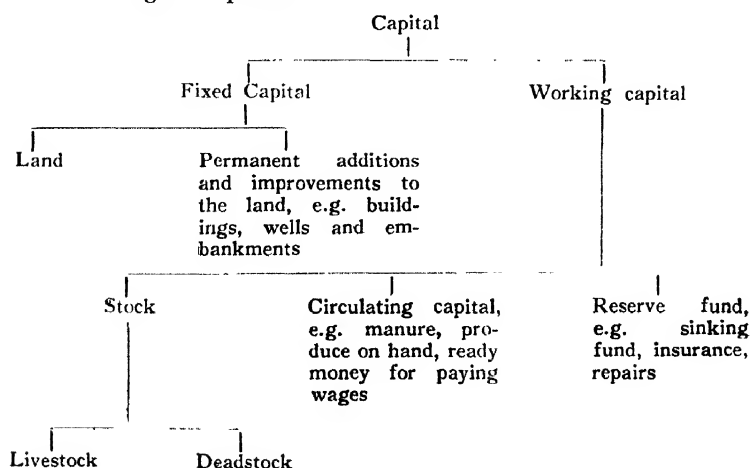 Capital
Fixed Capital
Working capital
Land
Permanent additions
and improvements to
the land, e.g. build-
ings, wells and em-
bankments
Stock
Circulating capital,
e.g. manure, pro-
duce on hand, ready
money for paying
wages
Reserve fund,
e.g. sinking
fund, insurance,
repairs
Livestock
Deadstock